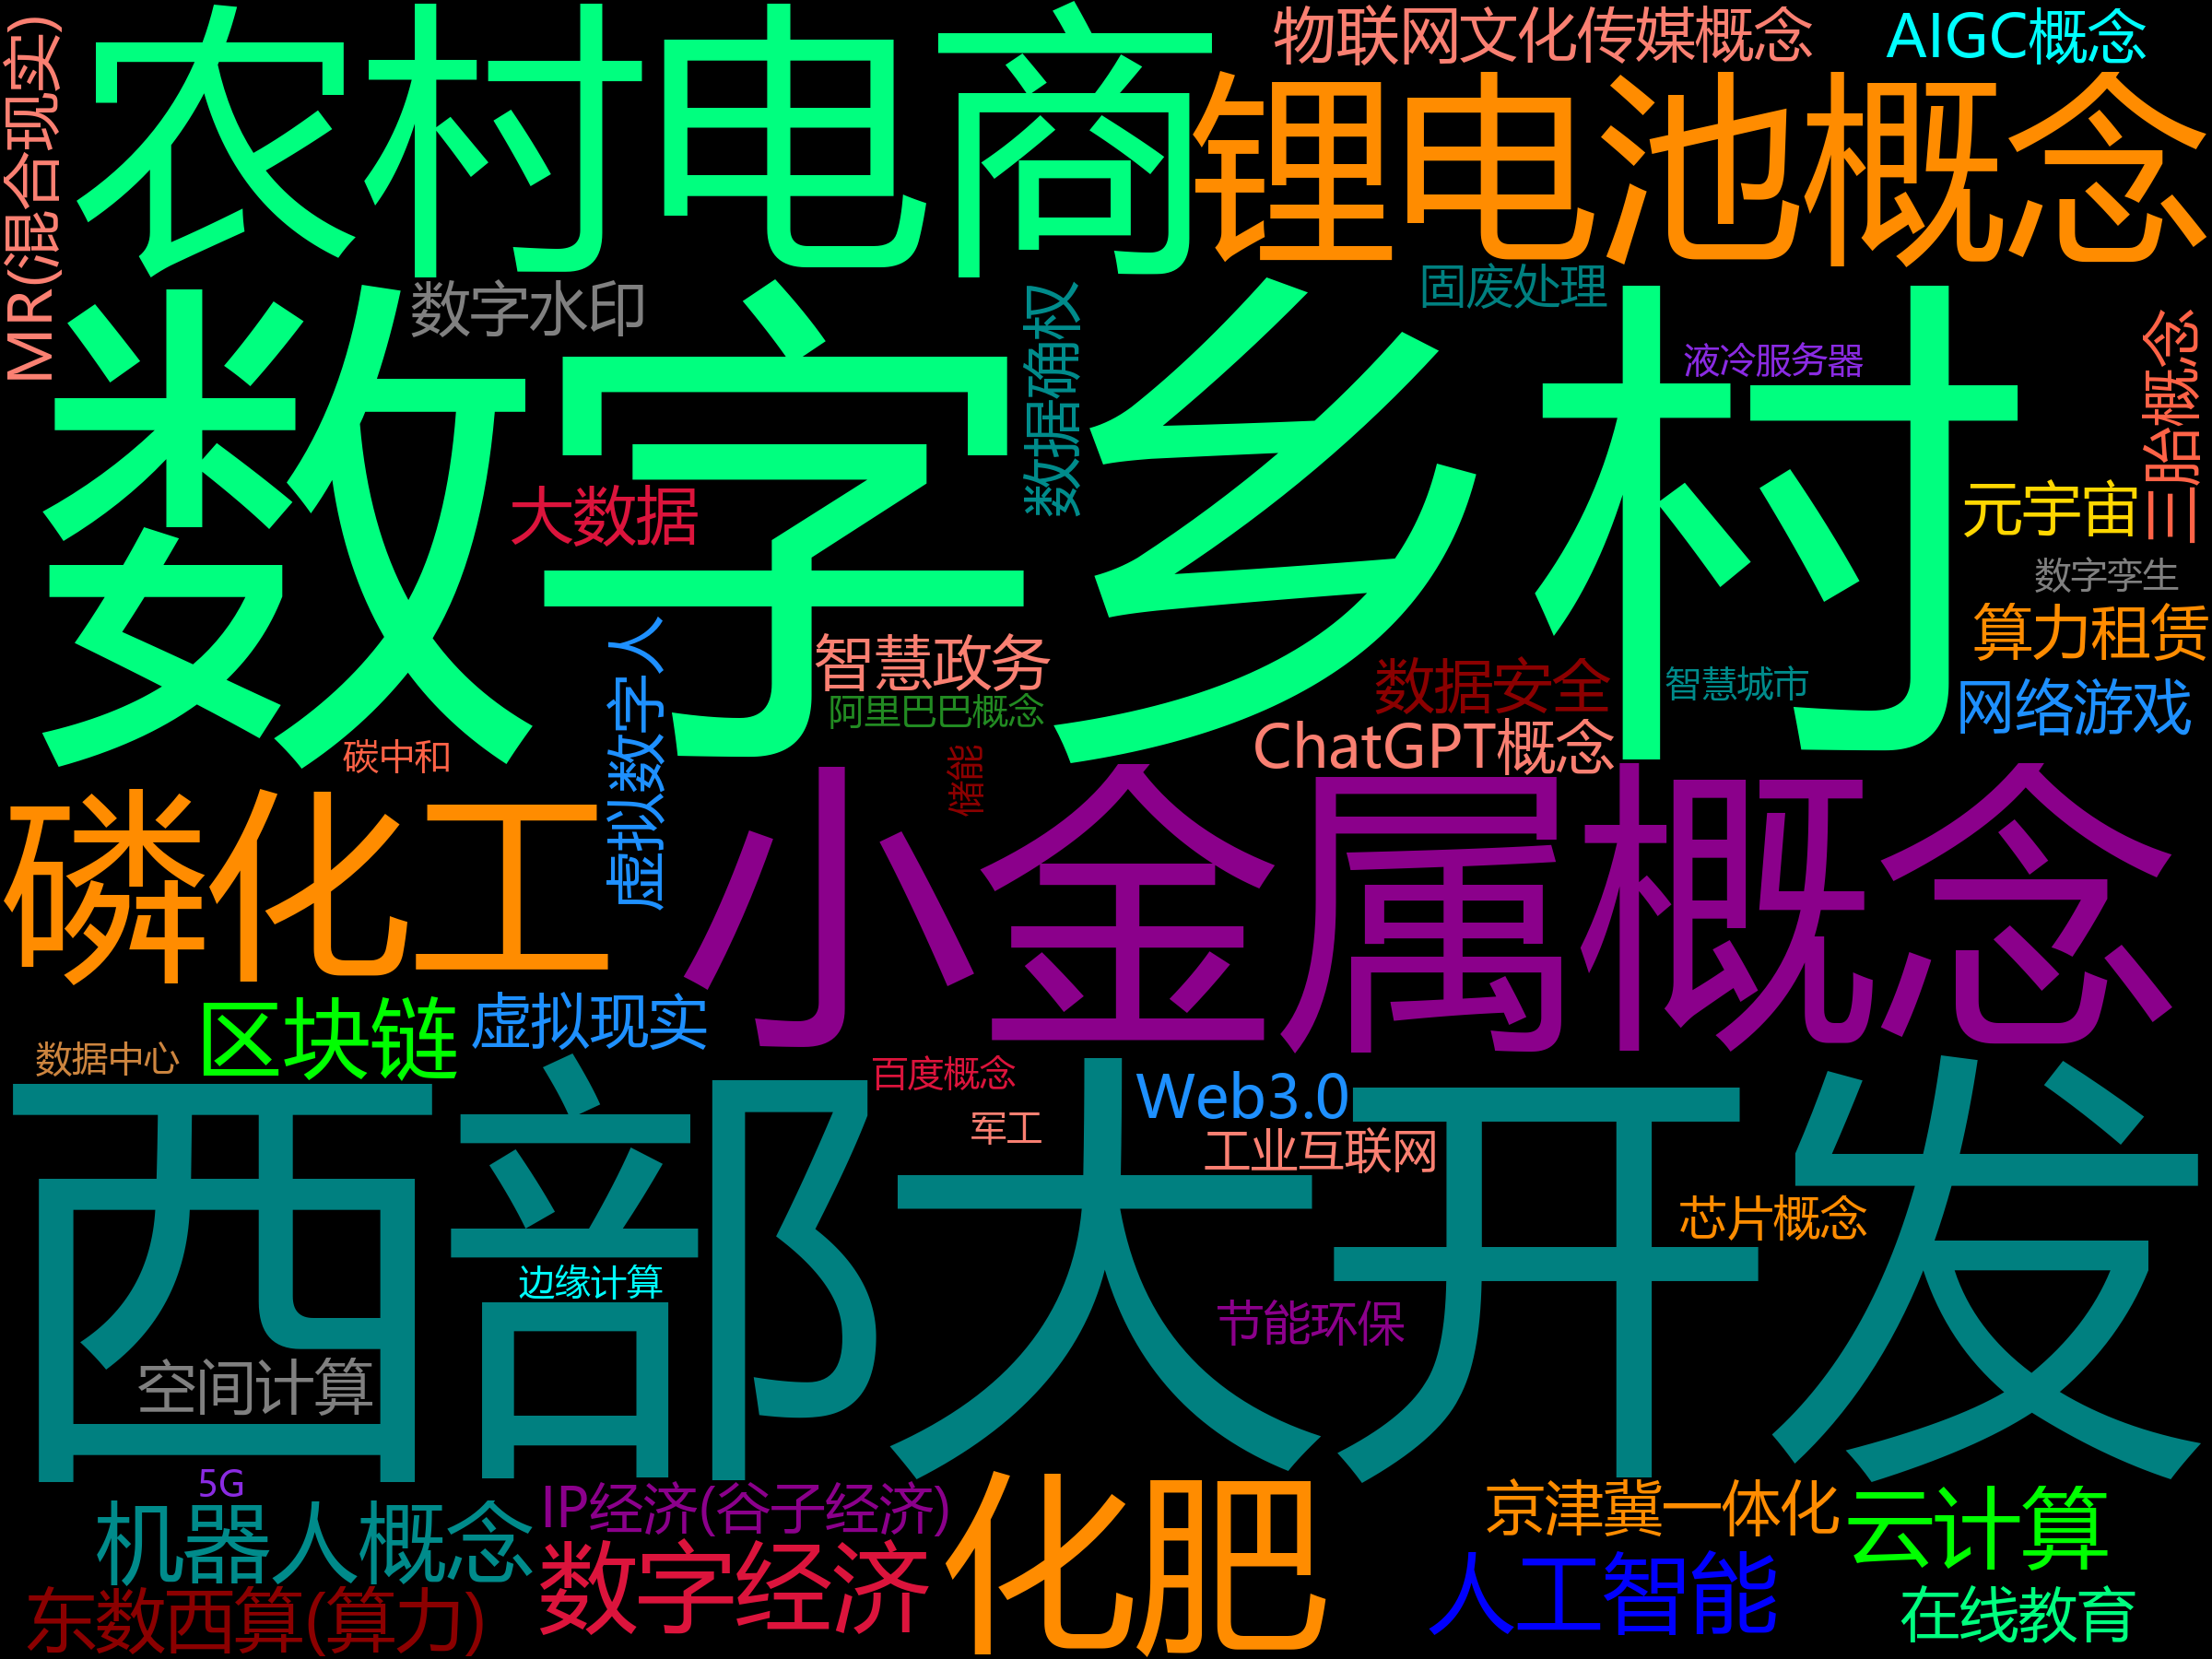 物联网文化传媒概念
AIGC概念
农村电商
锂电池概念
MR(混合现实)
数字水印
固废处理
数据确权
液冷服务器
三胎概念
数字乡村
大数据
元宇宙
数字孪生
算力租赁
虚拟数字人
智慧政务
数据安全
智慧城市
网络游戏
阿里巴巴概念
ChatGPT概念
碳中和
储能
磷化工
小金属概念
区块链
虚拟现实
数据中心
百度概念
Web3.0
军工
工业互联网
西部大开发
芯片概念
边缘计算
节能环保
空间计算
5G
IP经济(谷子经济)
化肥
京津冀一体化
云计算
机器人概念
数字经济
人工智能
东数西算(算力)
在线教育